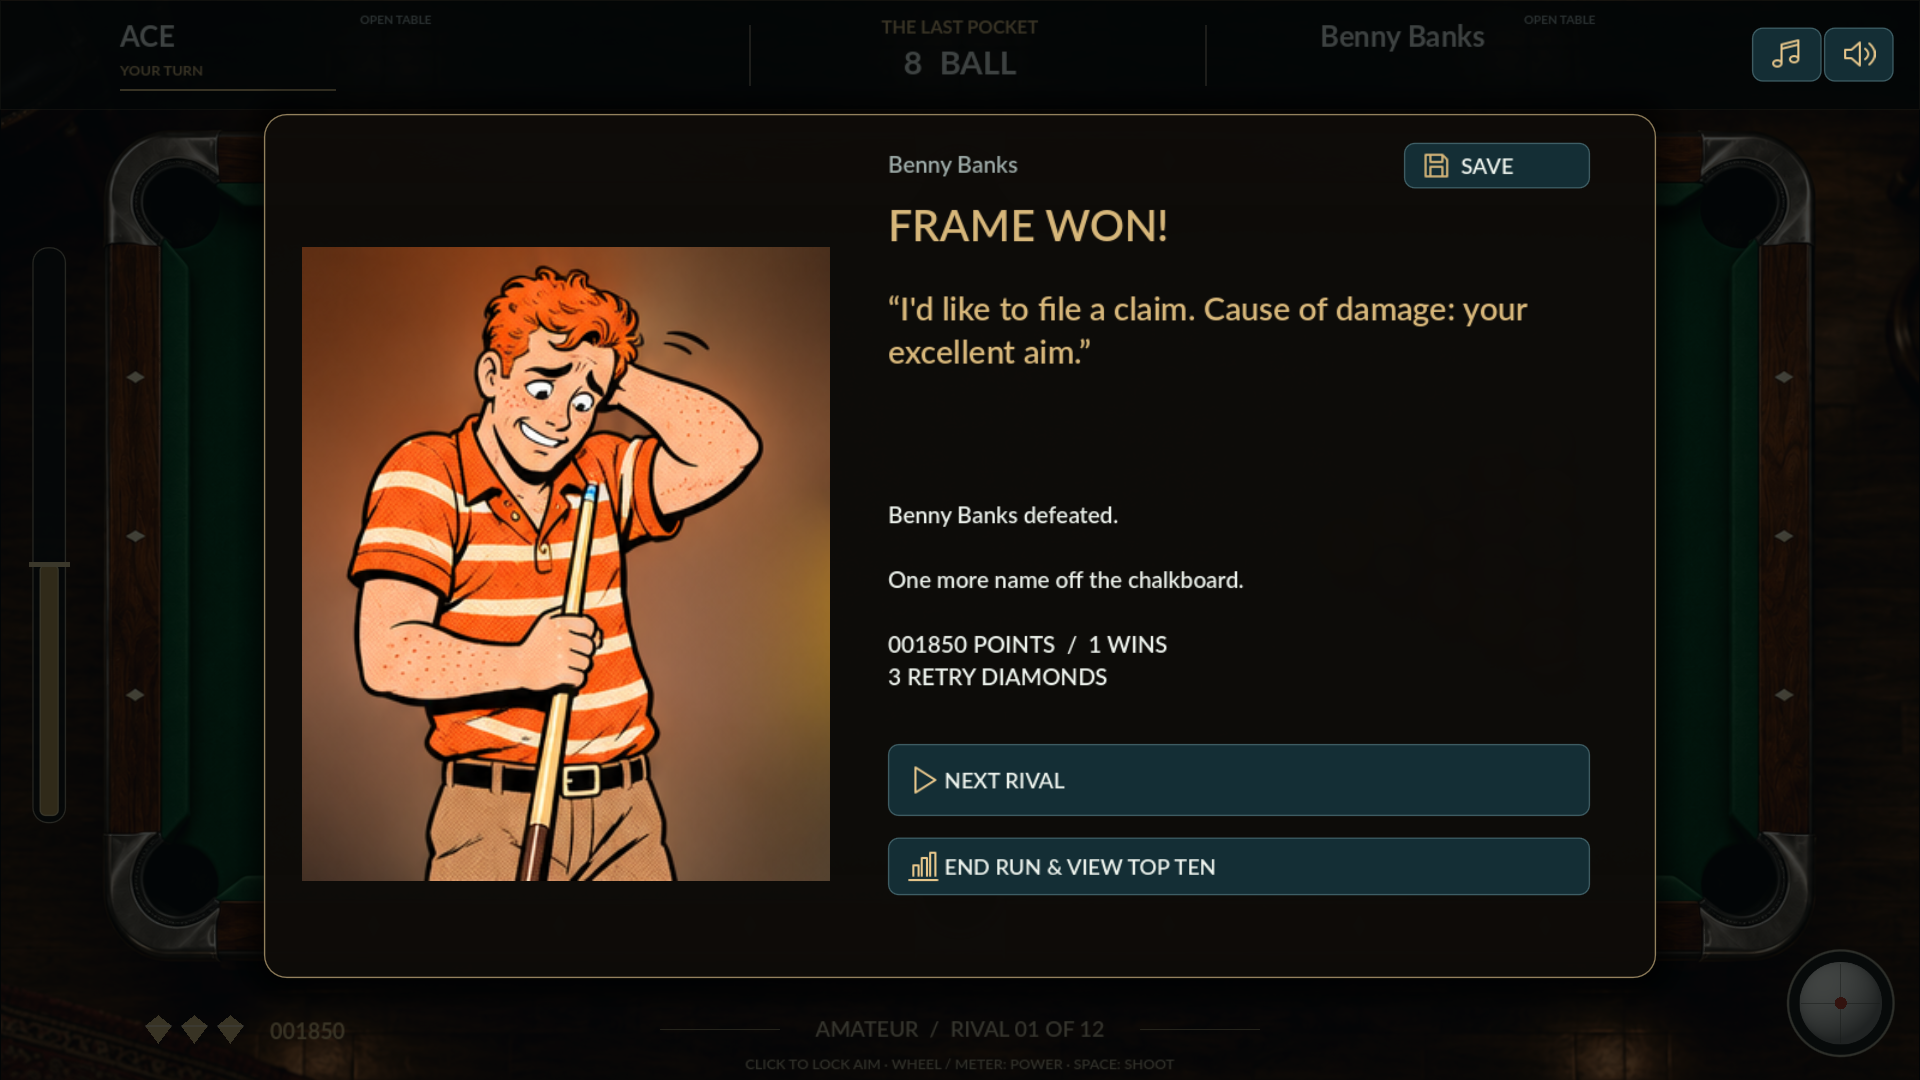 ACE
OPEN TABLE
YOUR TURN
THE LAST POCKET
8 BALL
Benny Banks
OPEN TABLE
Benny Banks
SAVE
FRAME WON!
“I'd like to file a claim. Cause of damage: your
excellent aim.”
Benny Banks defeated.
One more name off the chalkboard.
001850 POINTS / 1 WINS
3 RETRY DIAMONDS
NEXT RIVAL
END RUN & VIEW TOP TEN
001850
AMATEUR / RIVAL 01 OF 12
CLICK TO LOCK AIM · WHEEL / METER: POWER · SPACE: SHOOT